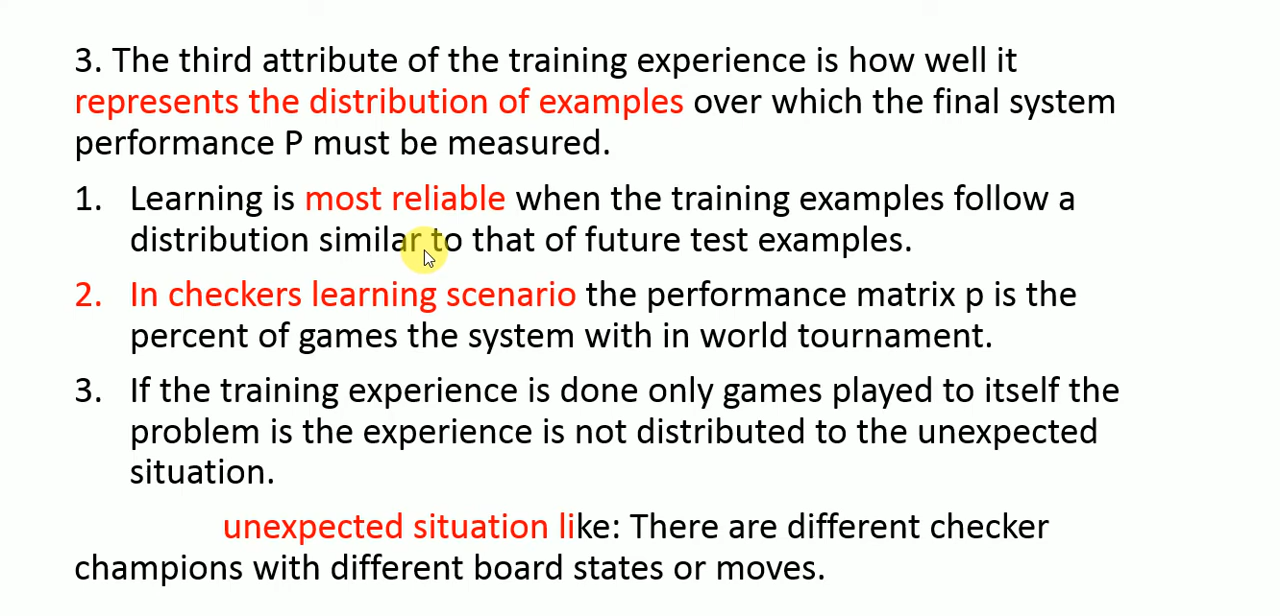 3. The third attribute of the training experience is how well it
represents the distribution of examples over which the final system
performance P must be measured.
1. Learning is most reliable when the training examples follow a
distribution similar to that of future test examples.
2. In checkers learning scenario the performance matrix p is the
percent of games the system with in world tournament.
3. If the training experience is done only games played to itself the
problem is the experience is not distributed to the unexpected
situation.
unexpected situation like: There are different checker
champions with different board states or moves.